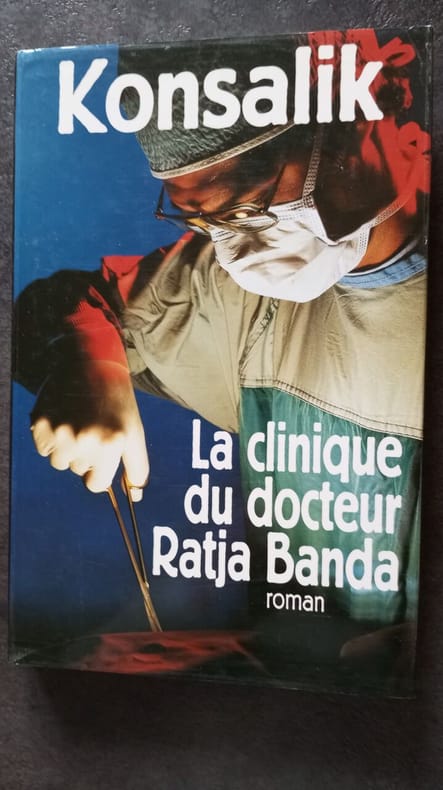 Konsalik
La clinique
du docteur
Ratja Banda
roman